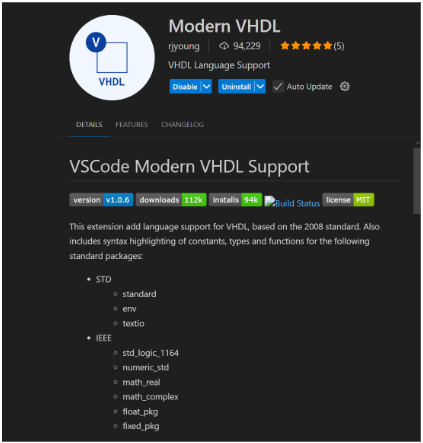 Modern VHDL
rjyoung 94,229 (5)
V
VHDL
VHDL Language Support
Disable Uninstall Auto Update
DETAILS FEATURES CHANGELOG
VSCode Modern VHDL Support
version v1.0.6 downloads 112k installs 94k Build Status license MIT
This extension add language support for VHDL, based on the 2008 standard. Also
includes syntax highlighting of constants, types and functions for the following
standard packages:
• STD
◦ standard
◦ env
◦ textio
• IEEE
◦ std_logic_1164
◦ numeric_std
◦ math_real
◦ math_complex
◦ float_pkg
◦ fixed_pkg